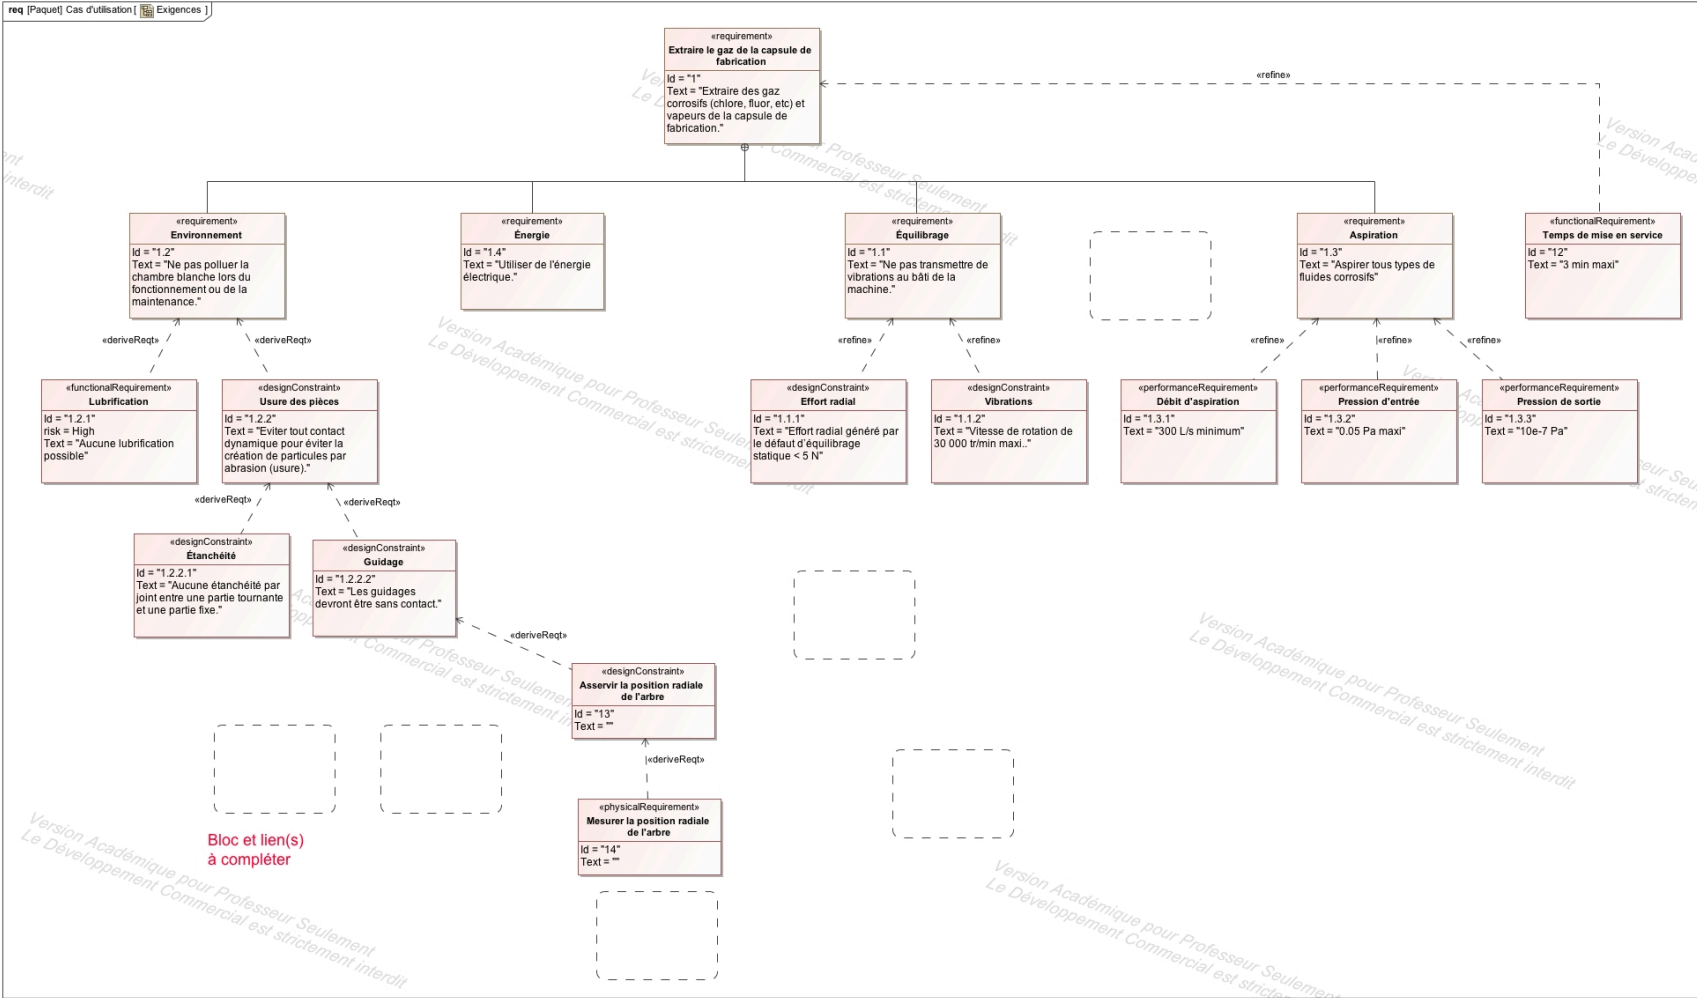 req [Paquet] Cas d'utilisation [ Exigences ]
«requirement»
Extraire le gaz de la capsule de
fabrication
Id = "1"
Text = "Extraire des gaz
corrosifs (chlore, fluor, etc) et
vapeurs de la capsule de
fabrication."
«refine»
«requirement»
Environnement
Id = "1.2"
Text = "Ne pas polluer la
chambre blanche lors du
fonctionnement ou de la
maintenance."
«requirement»
Énergie
Id = "1.4"
Text = "Utiliser de l'énergie
électrique."
«requirement»
Équilibrage
Id = "1.1"
Text = "Ne pas transmettre de
vibrations au bâti de la
machine."
«requirement»
Aspiration
Id = "1.3"
Text = "Aspirer tous types de
fluides corrosifs"
«functionalRequirement»
Temps de mise en service
Id = "12"
Text = "3 min maxi"
«deriveReqt»
«deriveReqt»
«refine»
«refine»
«refine»
«refine»
«refine»
«functionalRequirement»
Lubrification
Id = "1.2.1"
risk = High
Text = "Aucune lubrification
possible"
«designConstraint»
Usure des pièces
Id = "1.2.2"
Text = "Eviter tout contact
dynamique pour éviter la
création de particules par
abrasion (usure)."
«designConstraint»
Effort radial
Id = "1.1.1"
Text = "Effort radial généré par
le défaut d'équilibrage
statique < 5 N"
«designConstraint»
Vibrations
Id = "1.1.2"
Text = "Vitesse de rotation de
30 000 tr/min maxi.."
«performanceRequirement»
Débit d'aspiration
Id = "1.3.1"
Text = "300 L/s minimum"
«performanceRequirement»
Pression d'entrée
Id = "1.3.2"
Text = "0.05 Pa maxi"
«performanceRequirement»
Pression de sortie
Id = "1.3.3"
Text = "10e-7 Pa"
«deriveReqt»
«deriveReqt»
«designConstraint»
Étanchéité
Id = "1.2.2.1"
Text = "Aucune étanchéité par
joint entre une partie tournante
et une partie fixe."
«designConstraint»
Guidage
Id = "1.2.2.2"
Text = "Les guidages
devront être sans contact."
«deriveReqt»
«designConstraint»
Asservir la position radiale
de l'arbre
Id = "13"
Text = ""
«deriveReqt»
«physicalRequirement»
Mesurer la position radiale
de l'arbre
Id = "14"
Text = ""
Bloc et lien(s)
à compléter
Version Académique pour Professeur Seulement
Le Développement Commercial est strictement interdit
Version Académique pour Professeur Seulement
Le Développement Commercial est strictement interdit